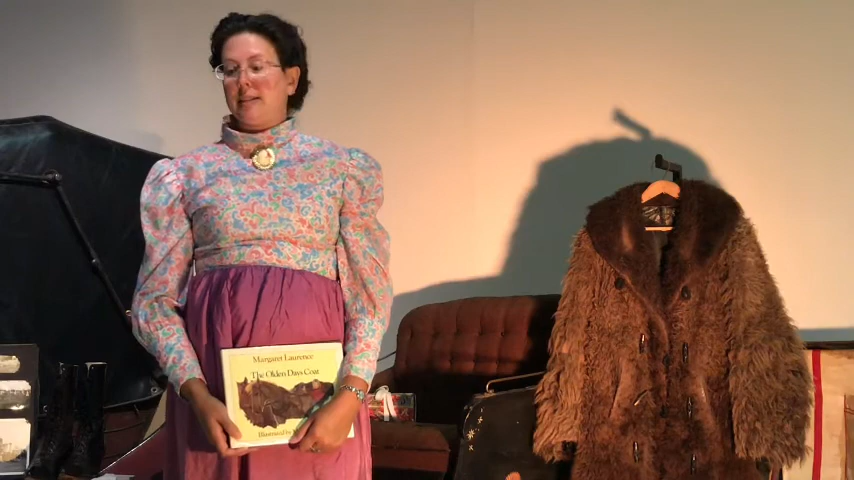 Margaret Laurence
The Olden Days Coat
Illustrated by